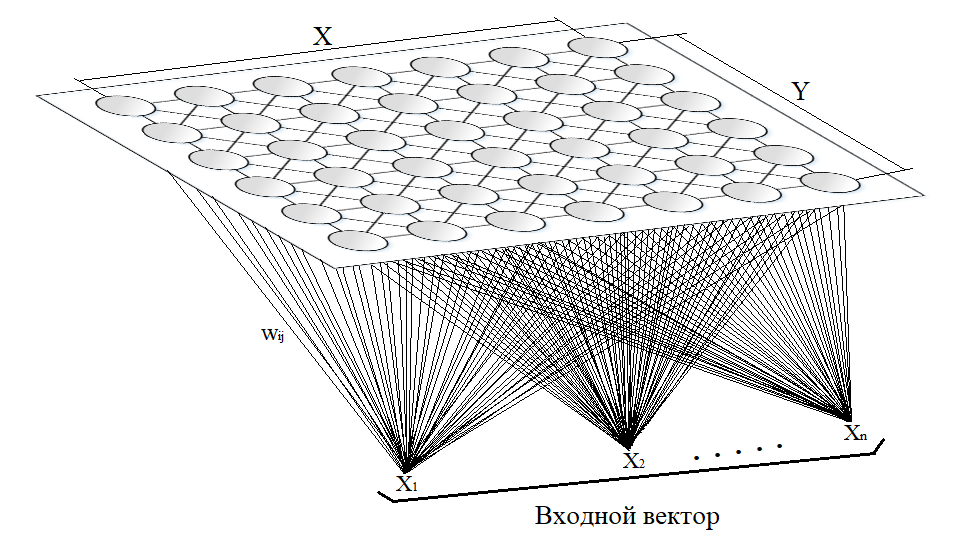 X
Y
wij
X1
X2
. . . . .
Xn
Входной вектор